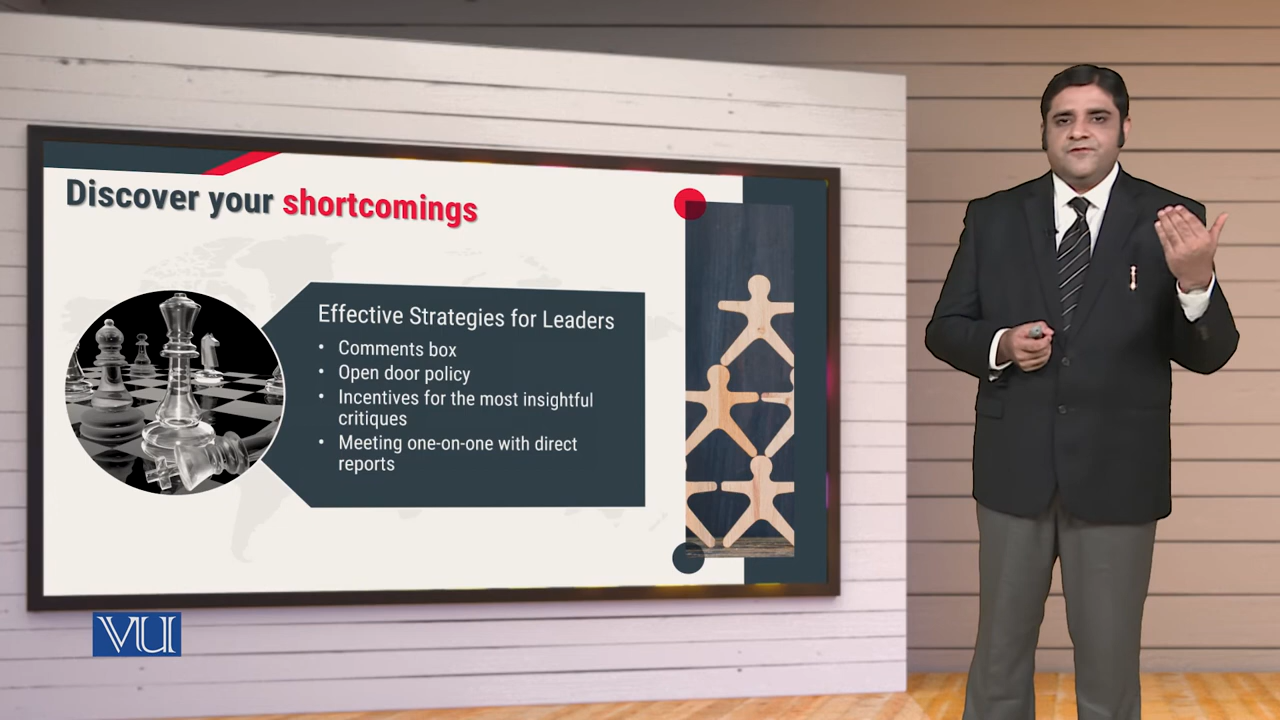 Discover your shortcomings
Effective Strategies for Leaders
• Comments box
• Open door policy
• Incentives for the most insightful
critiques
• Meeting one-on-one with direct
reports
VU